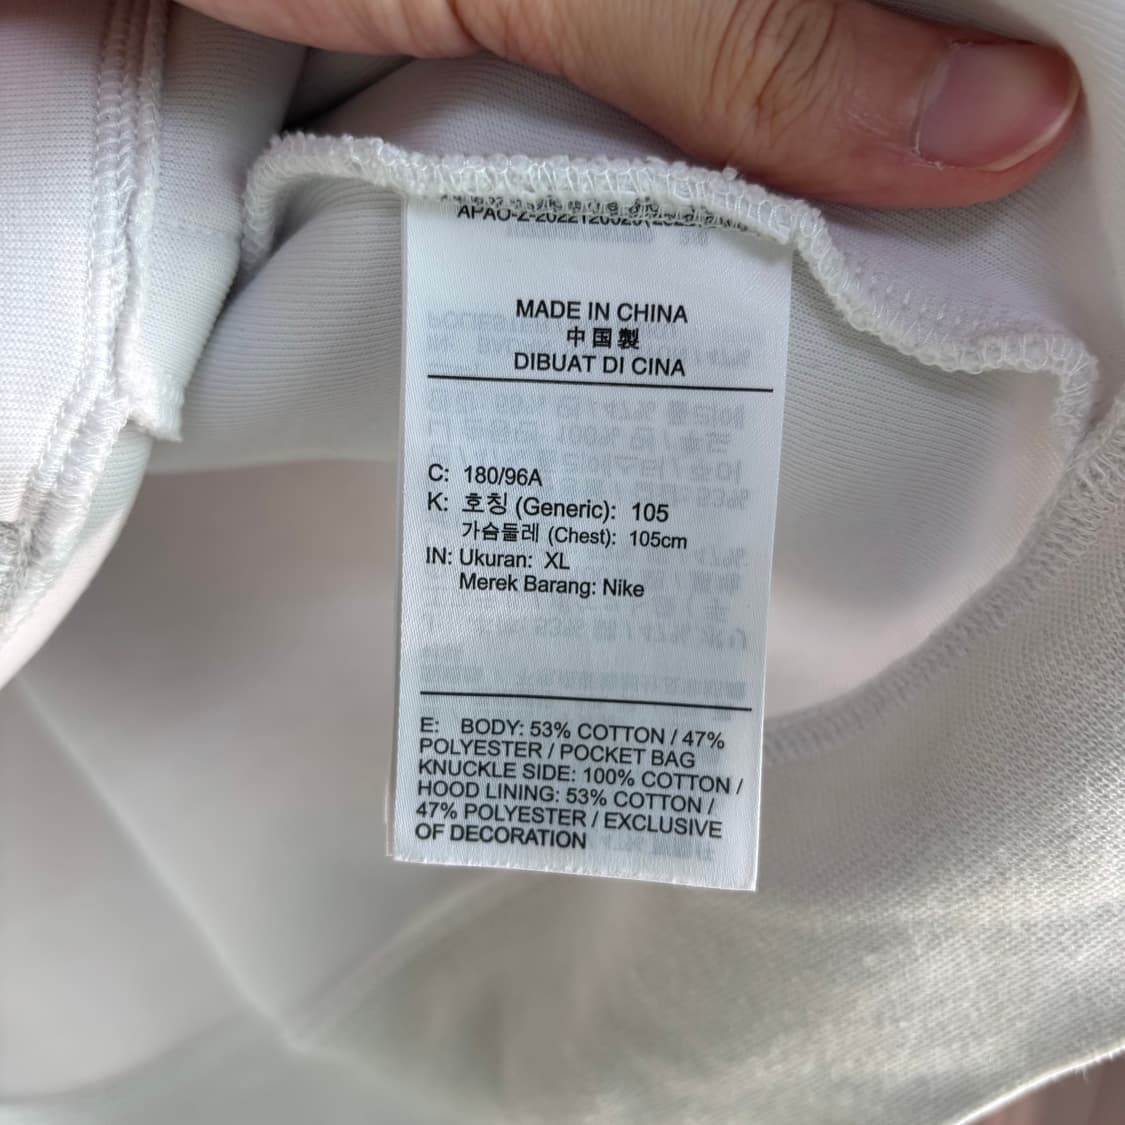 MADE IN CHINA
中国製
DIBUAT DI CINA
C: 180/96A
K: 호칭 (Generic): 105
가슴둘레 (Chest): 105cm
IN: Ukuran: XL
Merek Barang: Nike
E: BODY: 53% COTTON / 47%
POLYESTER / POCKET BAG
KNUCKLE SIDE: 100% COTTON /
HOOD LINING: 53% COTTON /
47% POLYESTER / EXCLUSIVE
OF DECORATION